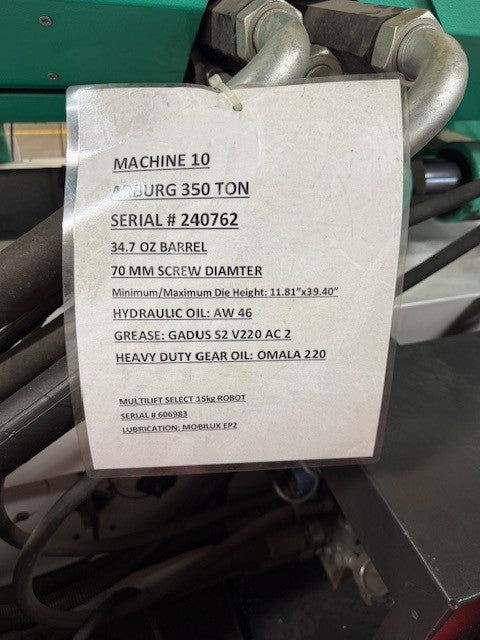 MACHINE 10
ARBURG 350 TON
SERIAL # 240762
34.7 OZ BARREL
70 MM SCREW DIAMTER
Minimum/Maximum Die Height: 11.81”x39.40”
HYDRAULIC OIL: AW 46
GREASE: GADUS S2 V220 AC 2
HEAVY DUTY GEAR OIL: OMALA 220
MULTILIFT SELECT 15kg ROBOT
SERIAL # 606983
LUBRICATION: MOBILUX EP2